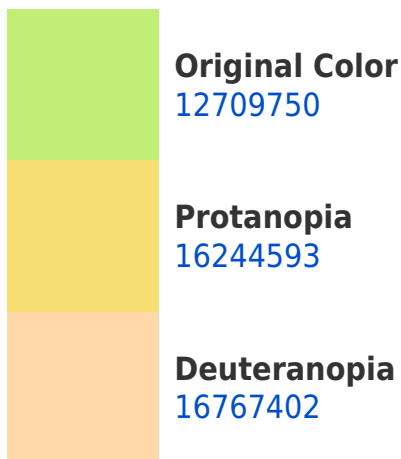 Original Color
12709750
Protanopia
16244593
Deuteranopia
16767402